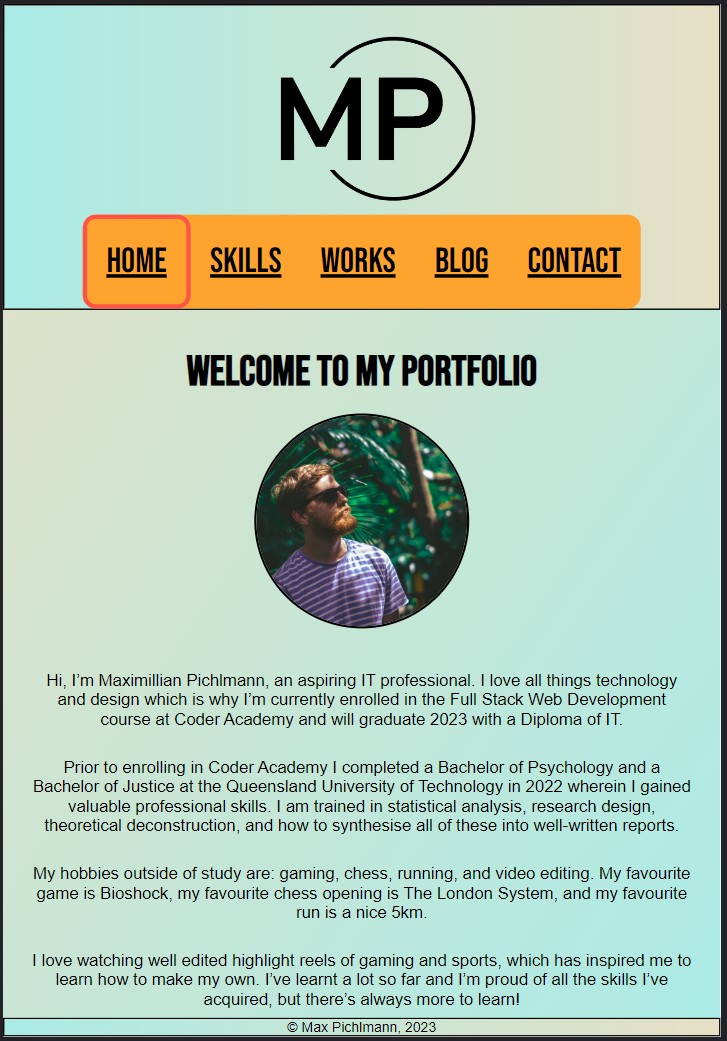 MP
HOME SKILLS WORKS BLOG CONTACT
WELCOME TO MY PORTFOLIO
Hi, I’m Maximillian Pichlmann, an aspiring IT professional. I love all things technology
and design which is why I’m currently enrolled in the Full Stack Web Development
course at Coder Academy and will graduate 2023 with a Diploma of IT.
Prior to enrolling in Coder Academy I completed a Bachelor of Psychology and a
Bachelor of Justice at the Queensland University of Technology in 2022 wherein I gained
valuable professional skills. I am trained in statistical analysis, research design,
theoretical deconstruction, and how to synthesise all of these into well-written reports.
My hobbies outside of study are: gaming, chess, running, and video editing. My favourite
game is Bioshock, my favourite chess opening is The London System, and my favourite
run is a nice 5km.
I love watching well edited highlight reels of gaming and sports, which has inspired me to
learn how to make my own. I’ve learnt a lot so far and I’m proud of all the skills I’ve
acquired, but there’s always more to learn!
© Max Pichlmann, 2023